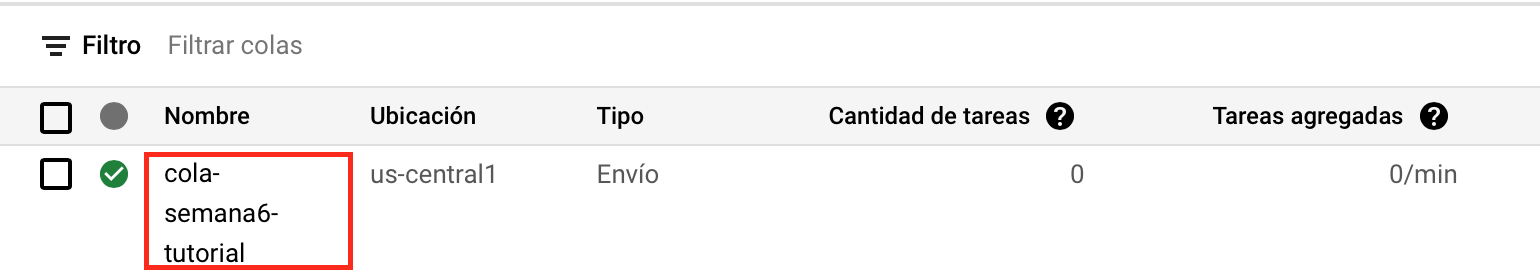 Filtro Filtrar colas
Nombre Ubicación Tipo Cantidad de tareas ? Tareas agregadas ?
cola- us-central1 Envío 0 0/min
semana6-
tutorial